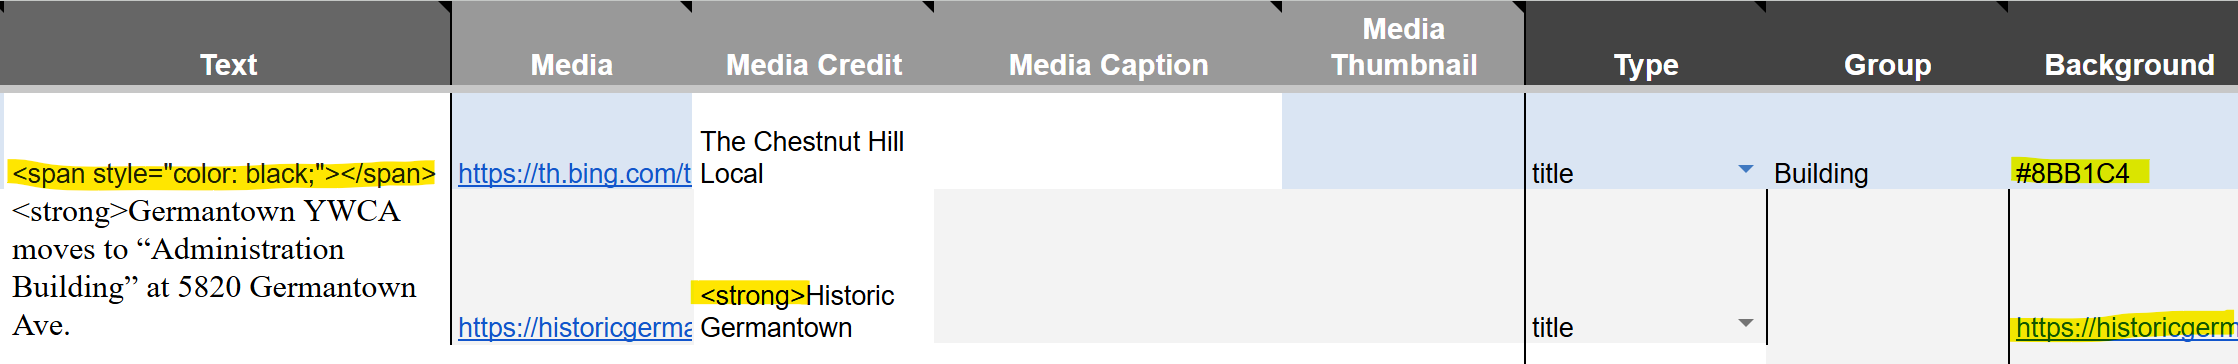 Text
Media
Media Credit
Media Caption
Media
Thumbnail
Type
Group
Background
<span style="color: black;"></span>
https://th.bing.com/t
The Chestnut Hill
Local
title
Building
#8BB1C4
<strong>Germantown YWCA
moves to “Administration
Building” at 5820 Germantown
Ave.
https://historicgerma
<strong>Historic
Germantown
title
https://historicgerm